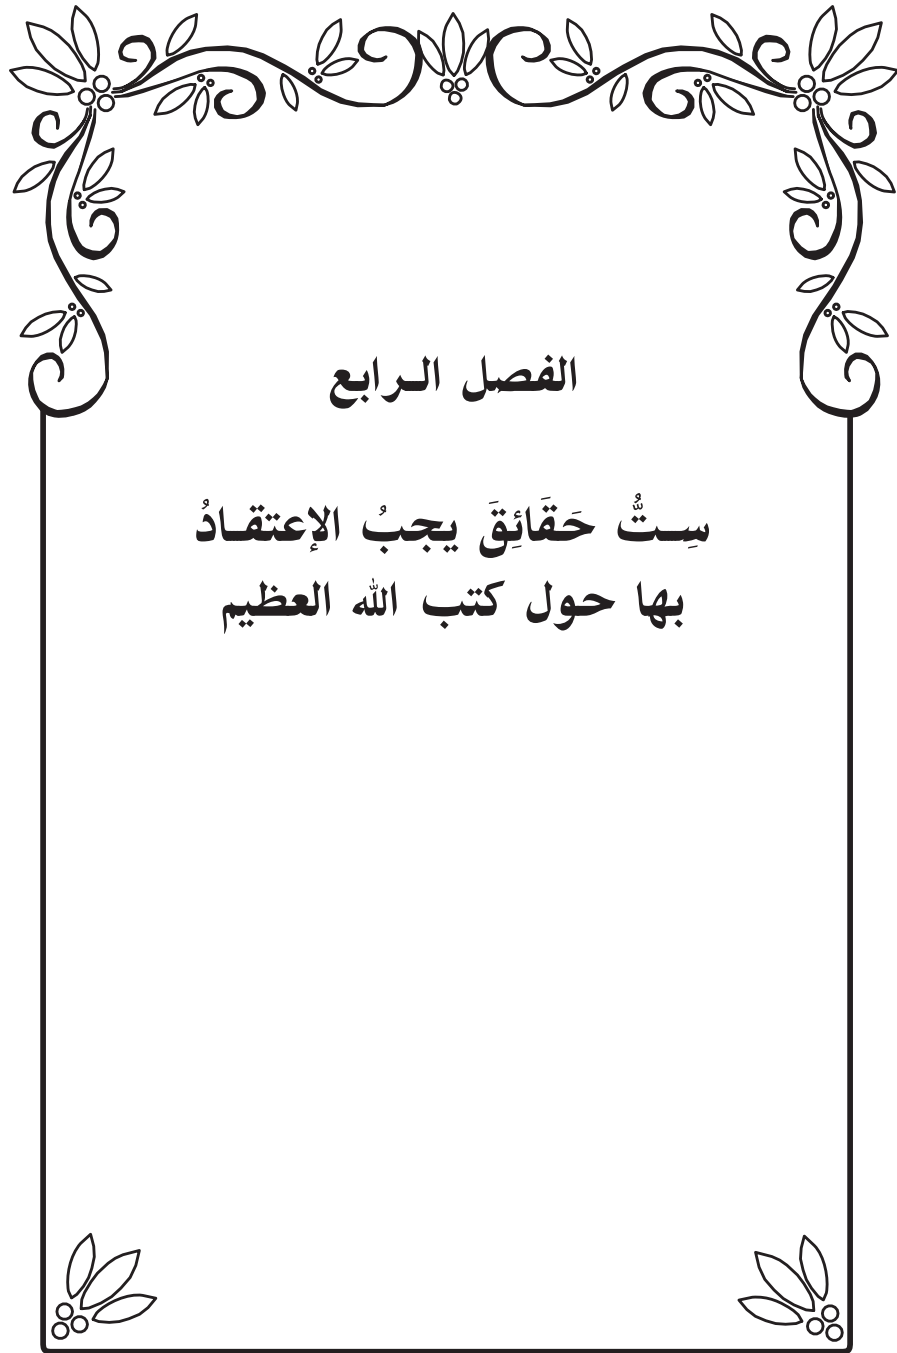 الفصل الرابع
سِتُّ حَقَائِقَ يجبُ الإعتقادُ
بها حول كتب الله العظيم